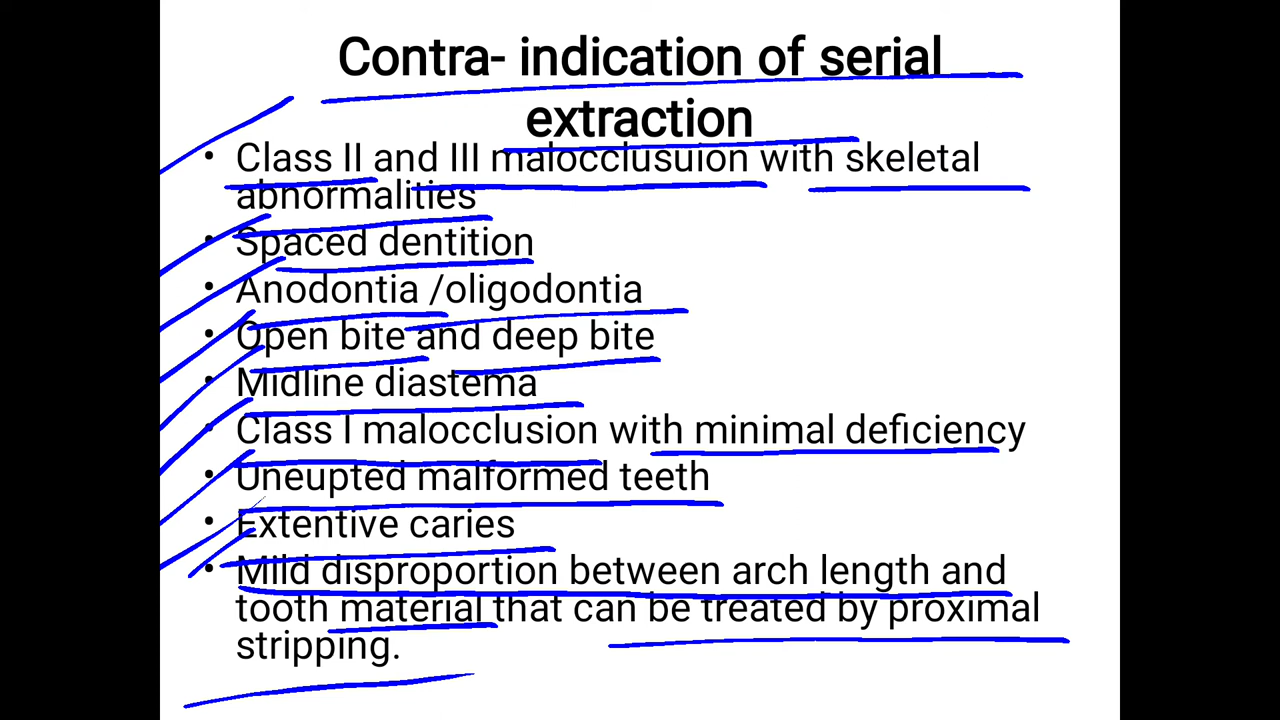 Contra- indication of serial
extraction
• Class II and III malocclusuion with skeletal
abnormalities
• Spaced dentition
• Anodontia /oligodontia
• Open bite and deep bite
• Midline diastema
• Class I malocclusion with minimal deficiency
• Uneupted malformed teeth
• Extentive caries
• Mild disproportion between arch length and
tooth material that can be treated by proximal
stripping.